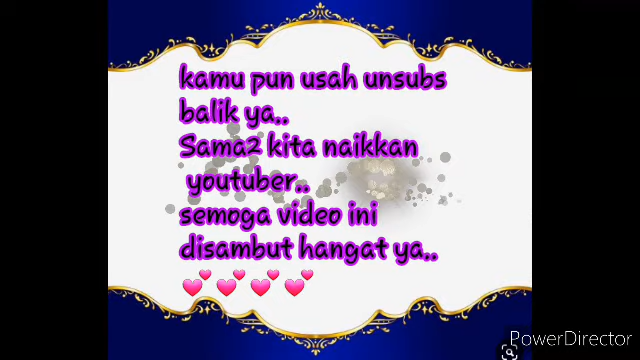 kamu pun usah unsubs
balik ya..
Sama2 kita naikkan
youtuber..
semoga video ini
disambut hangat ya..
💕💕💕💕
PowerDirector